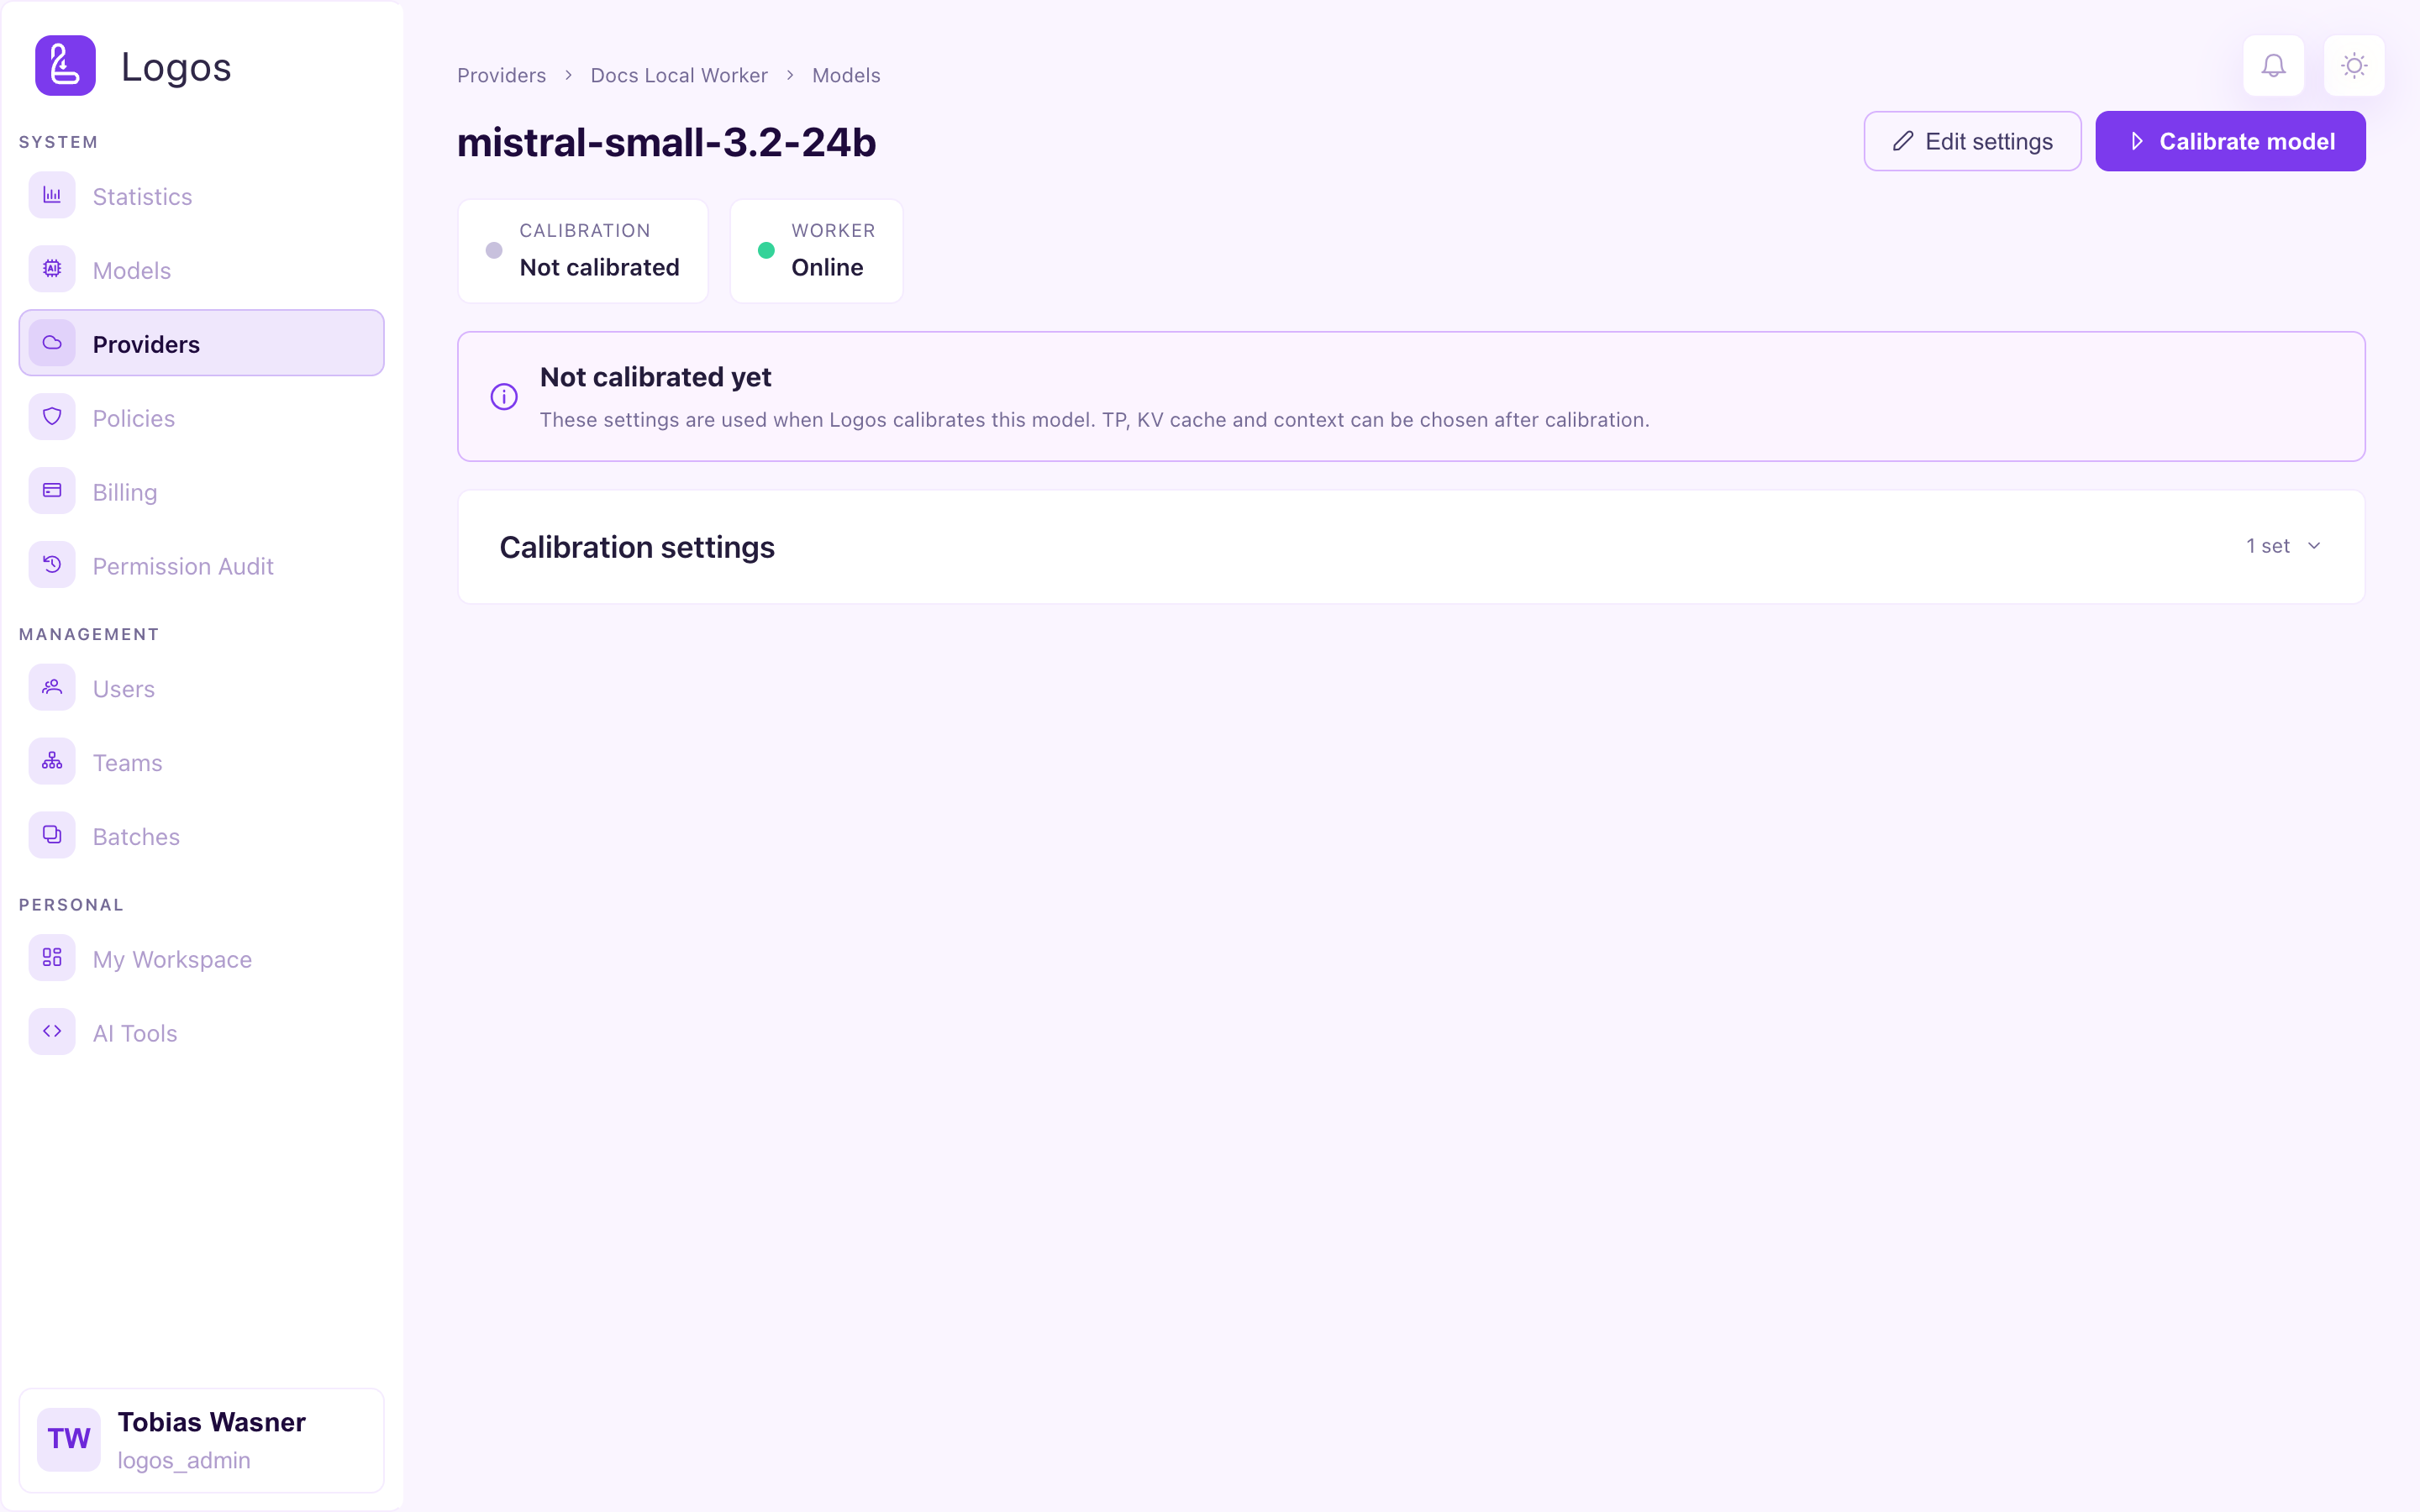 Logos
SYSTEM
Statistics
Models
Providers
Policies
Billing
Permission Audit
MANAGEMENT
Users
Teams
Batches
PERSONAL
My Workspace
AI Tools
TW
Tobias Wasner
logos_admin
Providers > Docs Local Worker > Models
mistral-small-3.2-24b
Edit settings
Calibrate model
CALIBRATION
Not calibrated
WORKER
Online
Not calibrated yet
These settings are used when Logos calibrates this model. TP, KV cache and context can be chosen after calibration.
Calibration settings
1 set